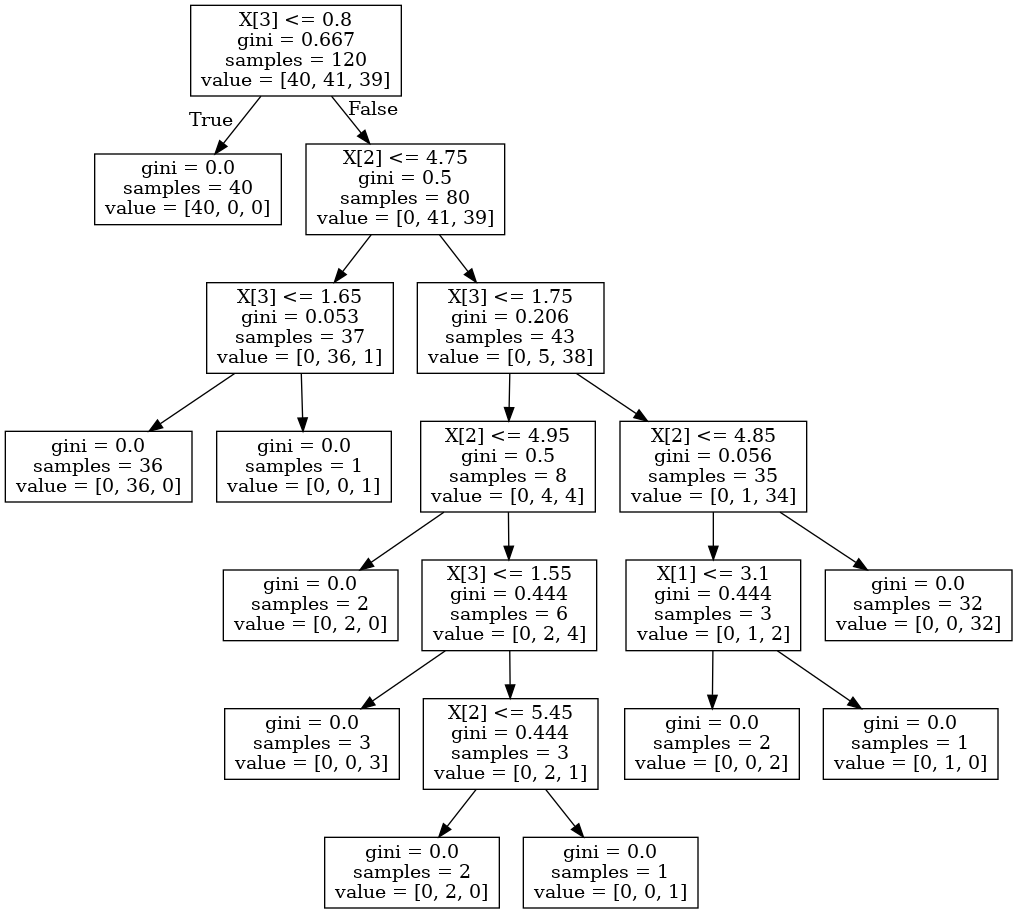 X[3] <= 0.8
gini = 0.667
samples = 120
value = [40, 41, 39]
True
False
gini = 0.0
samples = 40
value = [40, 0, 0]
X[2] <= 4.75
gini = 0.5
samples = 80
value = [0, 41, 39]
X[3] <= 1.65
gini = 0.053
samples = 37
value = [0, 36, 1]
X[3] <= 1.75
gini = 0.206
samples = 43
value = [0, 5, 38]
gini = 0.0
samples = 36
value = [0, 36, 0]
gini = 0.0
samples = 1
value = [0, 0, 1]
X[2] <= 4.95
gini = 0.5
samples = 8
value = [0, 4, 4]
X[2] <= 4.85
gini = 0.056
samples = 35
value = [0, 1, 34]
gini = 0.0
samples = 2
value = [0, 2, 0]
X[3] <= 1.55
gini = 0.444
samples = 6
value = [0, 2, 4]
X[1] <= 3.1
gini = 0.444
samples = 3
value = [0, 1, 2]
gini = 0.0
samples = 32
value = [0, 0, 32]
gini = 0.0
samples = 3
value = [0, 0, 3]
X[2] <= 5.45
gini = 0.444
samples = 3
value = [0, 2, 1]
gini = 0.0
samples = 2
value = [0, 0, 2]
gini = 0.0
samples = 1
value = [0, 1, 0]
gini = 0.0
samples = 2
value = [0, 2, 0]
gini = 0.0
samples = 1
value = [0, 0, 1]